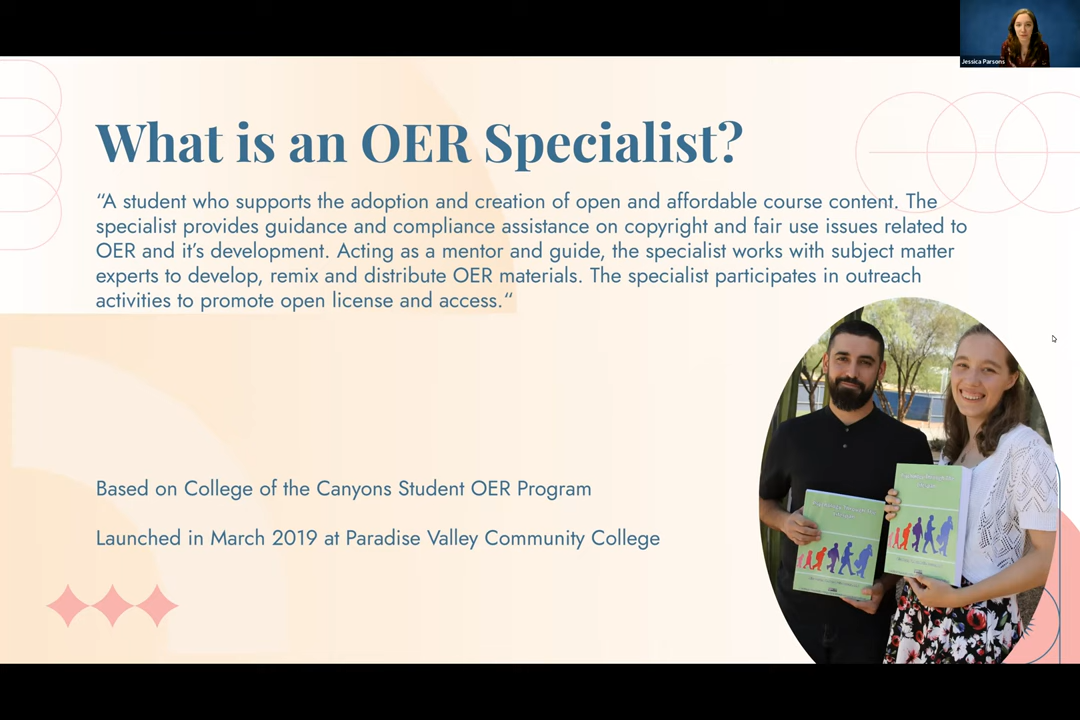 Jessica Parsons
What is an OER Specialist?
“A student who supports the adoption and creation of open and affordable course content. The
specialist provides guidance and compliance assistance on copyright and fair use issues related to
OER and it’s development. Acting as a mentor and guide, the specialist works with subject matter
experts to develop, remix and distribute OER materials. The specialist participates in outreach
activities to promote open license and access.“
Based on College of the Canyons Student OER Program
Launched in March 2019 at Paradise Valley Community College